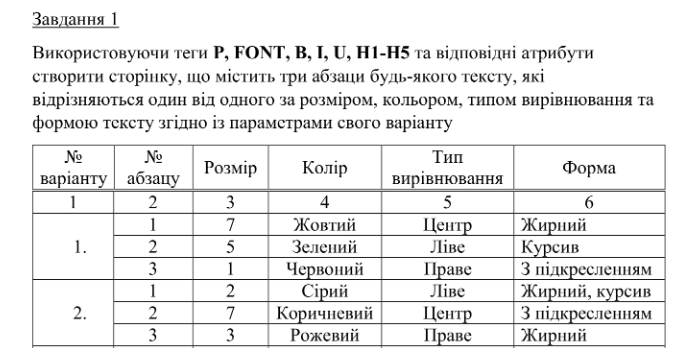 Завдання 1
Використовуючи теги P, FONT, B, I, U, H1-H5 та відповідні атрибути
створити сторінку, що містить три абзаци будь-якого тексту, які
відрізняються один від одного за розміром, кольором, типом вирівнювання та
формою тексту згідно із параметрами свого варіанту
№ варіанту № абзацу Розмір Колір Тип вирівнювання Форма
1 2 3 4 5 6
1. 1 7 Жовтий Центр Жирний
2 5 Зелений Ліве Курсив
3 1 Червоний Праве З підкресленням
2. 1 2 Сірий Ліве Жирний, курсив
2 7 Коричневий Центр З підкресленням
3 3 Рожевий Праве Жирний